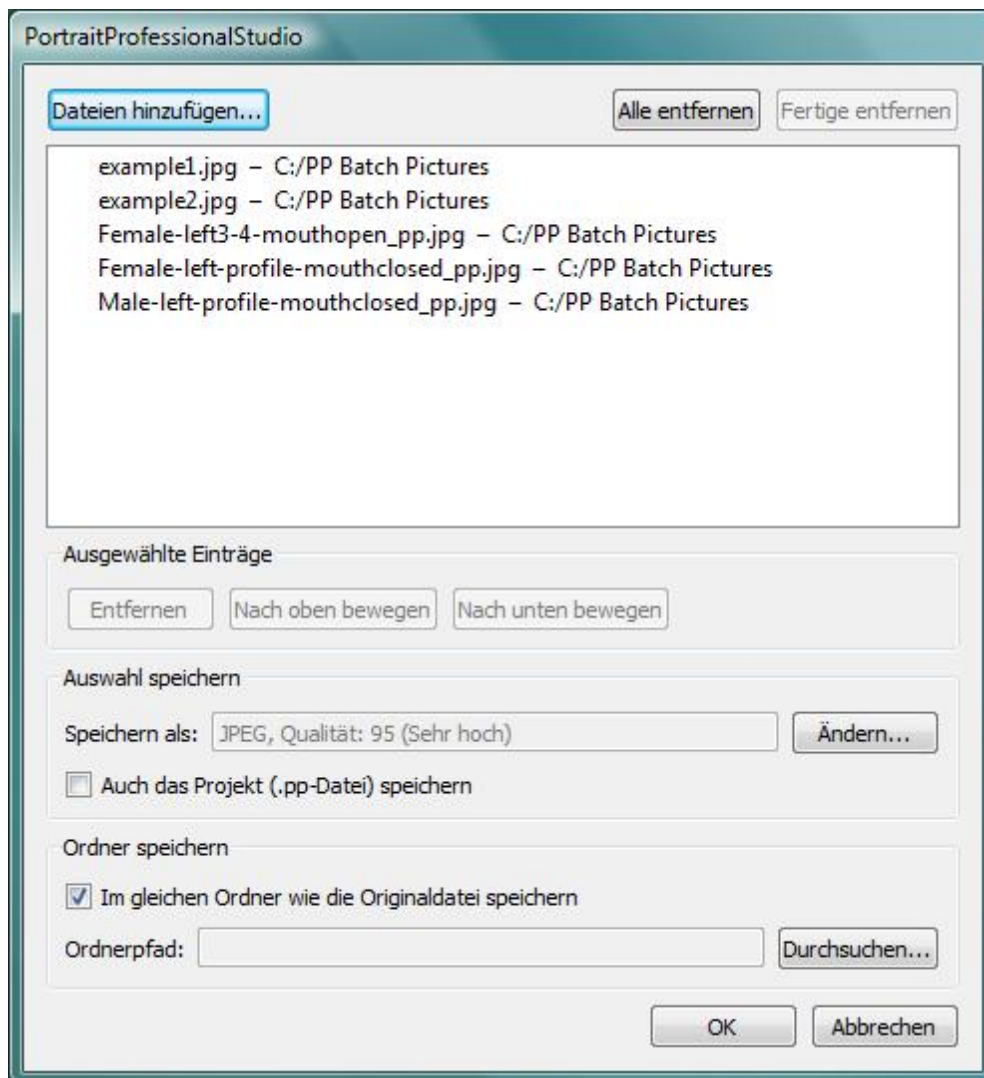 PortraitProfessionalStudio
Dateien hinzufügen... Alle entfernen Fertige entfernen
example1.jpg – C:/PP Batch Pictures
example2.jpg – C:/PP Batch Pictures
Female-left3-4-mouthopen_pp.jpg – C:/PP Batch Pictures
Female-left-profile-mouthclosed_pp.jpg – C:/PP Batch Pictures
Male-left-profile-mouthclosed_pp.jpg – C:/PP Batch Pictures
Ausgewählte Einträge
Entfernen Nach oben bewegen Nach unten bewegen
Auswahl speichern
Speichern als: JPEG, Qualität: 95 (Sehr hoch) Ändern...
Auch das Projekt (.pp-Datei) speichern
Ordner speichern
Im gleichen Ordner wie die Originaldatei speichern
Ordnerpfad: Durchsuchen...
OK Abbrechen